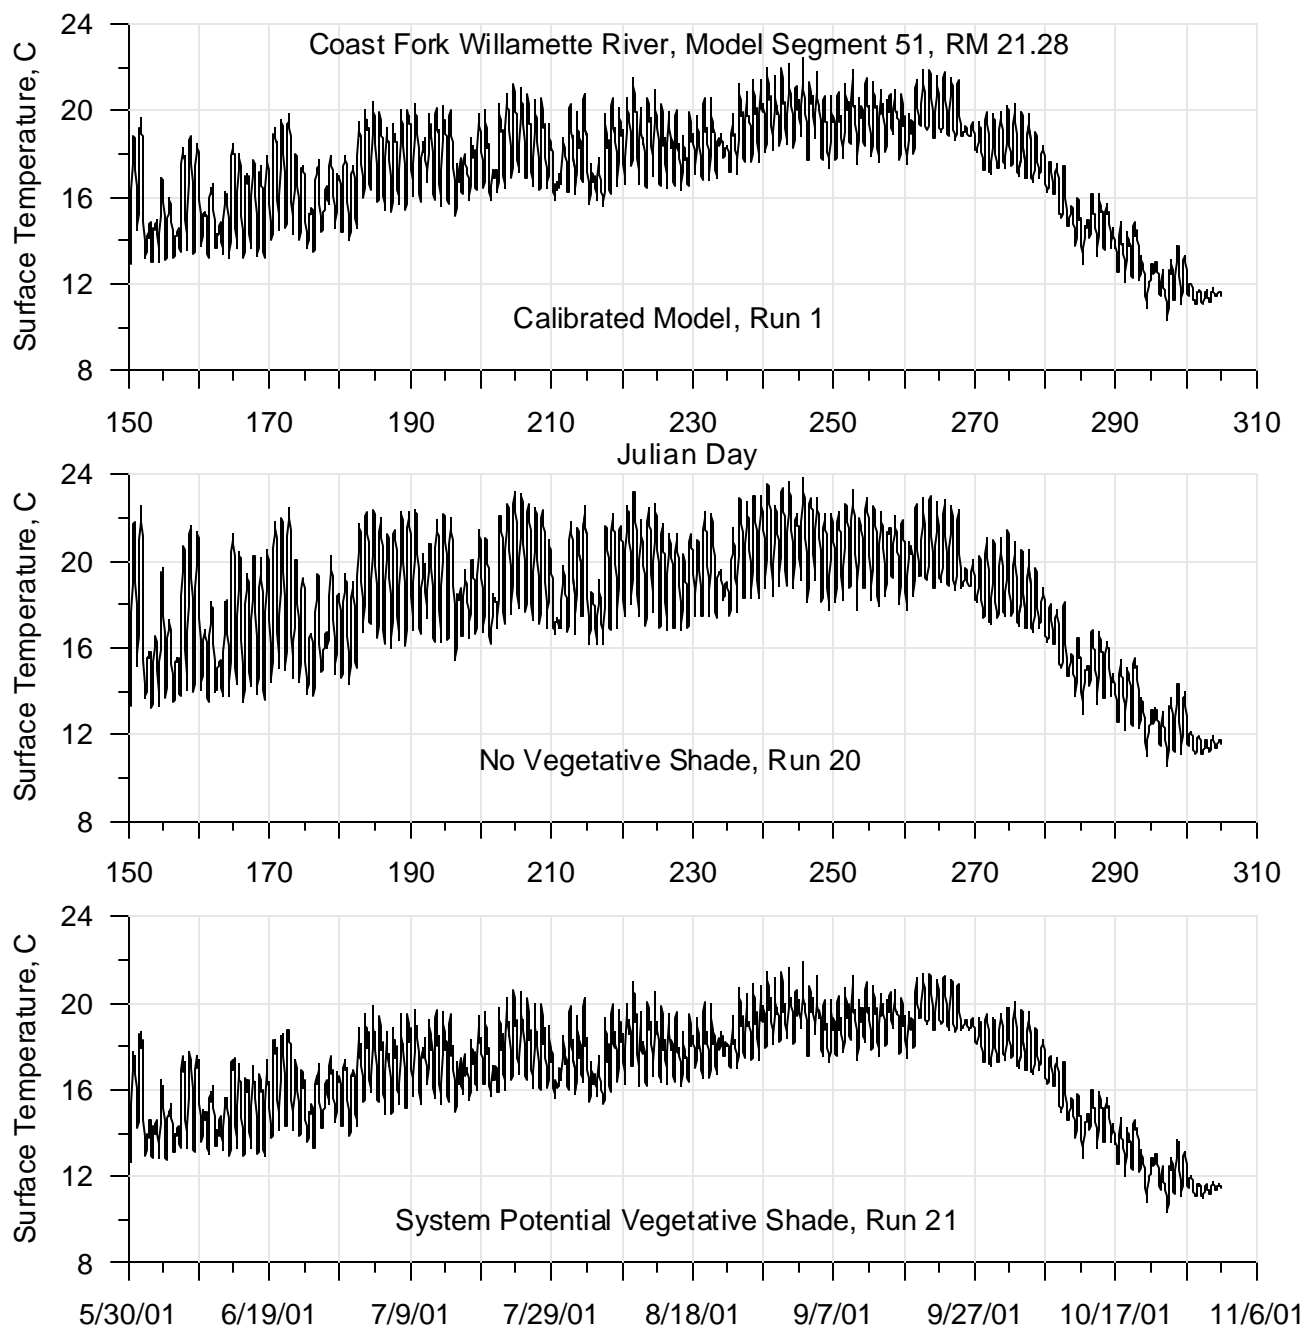 24
Coast Fork Willamette River, Model Segment 51, RM 21.28
20
16
12
8
Surface Temperature, C
Calibrated Model, Run 1
150 170 190 210 230 250 270 290 310
Julian Day
24
20
16
12
8
Surface Temperature, C
No Vegetative Shade, Run 20
150 170 190 210 230 250 270 290 310
24
20
16
12
8
Surface Temperature, C
System Potential Vegetative Shade, Run 21
5/30/01 6/19/01 7/9/01 7/29/01 8/18/01 9/7/01 9/27/01 10/17/01 11/6/01